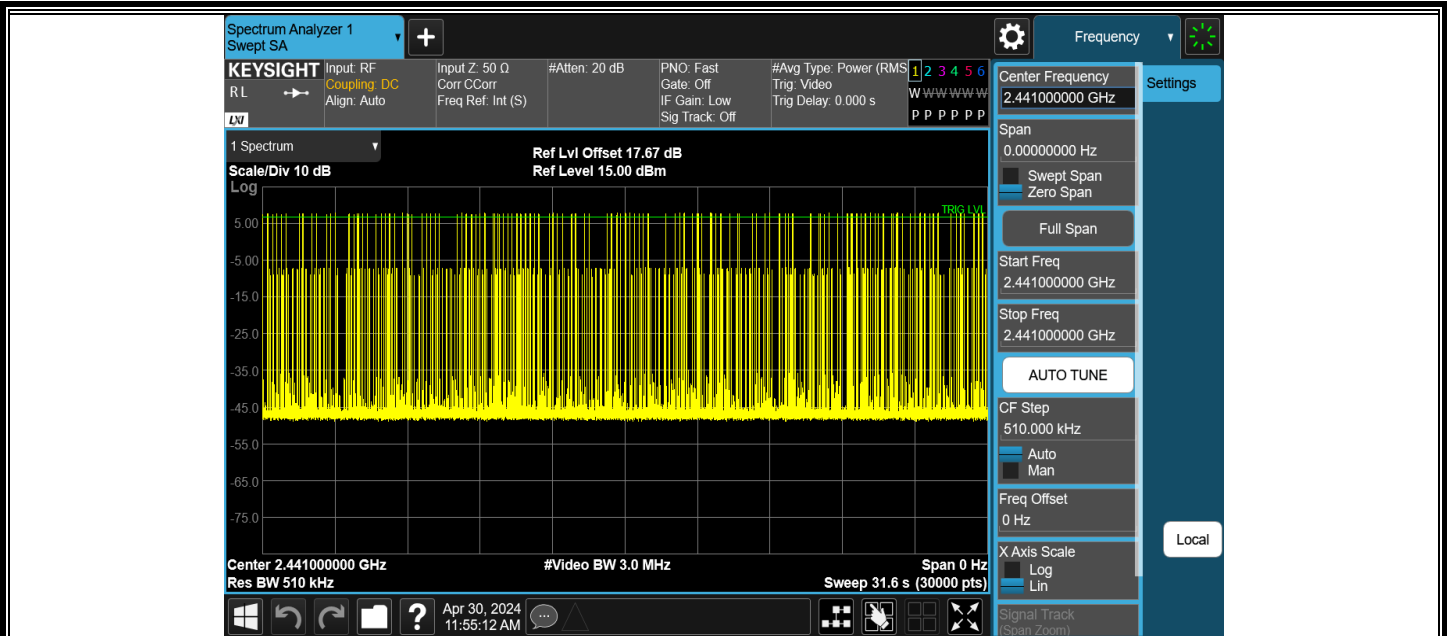 Spectrum Analyzer 1
Swept SA
Frequency
KEYSIGHT
RL
LXI
Input: RF
Coupling: DC
Align: Auto
Input Z: 50 Ω
Corr CCorr
Freq Ref: Int (S)
#Atten: 20 dB
PNO: Fast
Gate: Off
IF Gain: Low
Sig Track: Off
#Avg Type: Power (RMS
Trig: Video
Trig Delay: 0.000 s
1 2 3 4 5 6
W W W W W W
P P P P P P
1 Spectrum
Scale/Div 10 dB
Log
Ref Lvl Offset 17.67 dB
Ref Level 15.00 dBm
TRIG LVL
5.00
-5.00
-15.0
-25.0
-35.0
-45.0
-55.0
-65.0
-75.0
Center 2.441000000 GHz
Res BW 510 kHz
#Video BW 3.0 MHz
Span 0 Hz
Sweep 31.6 s (30000 pts)
Center Frequency
2.441000000 GHz
Span
0.00000000 Hz
Swept Span
Zero Span
Full Span
Start Freq
2.441000000 GHz
Stop Freq
2.441000000 GHz
AUTO TUNE
CF Step
510.000 kHz
Auto
Man
Freq Offset
0 Hz
X Axis Scale
Log
Lin
Signal Track
(Span Zoom)
Settings
Local
?
Apr 30, 2024
11:55:12 AM